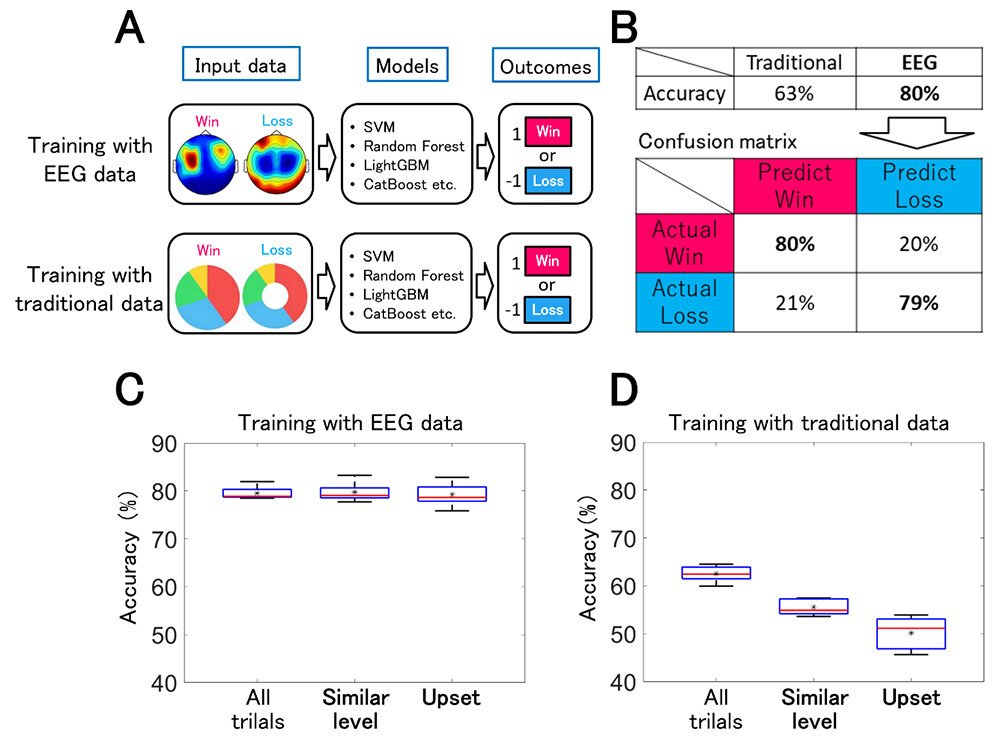 A
Input data
Models
Outcomes
Training with
EEG data
Win
Loss
• SVM
• Random Forest
• LightGBM
• CatBoost etc.
1 Win
or
-1 Loss
Training with
traditional data
Win
Loss
• SVM
• Random Forest
• LightGBM
• CatBoost etc.
1 Win
or
-1 Loss
B
Traditional EEG
Accuracy 63% 80%
Confusion matrix
Predict
Win
Predict
Loss
Actual
Win
80% 20%
Actual
Loss
21% 79%
C
Training with EEG data
Accuracy (%)
90
80
70
60
50
40
All
trilals
Similar
level
Upset
D
Training with traditional data
Accuracy(%)
90
80
70
60
50
40
All
trilals
Similar
level
Upset